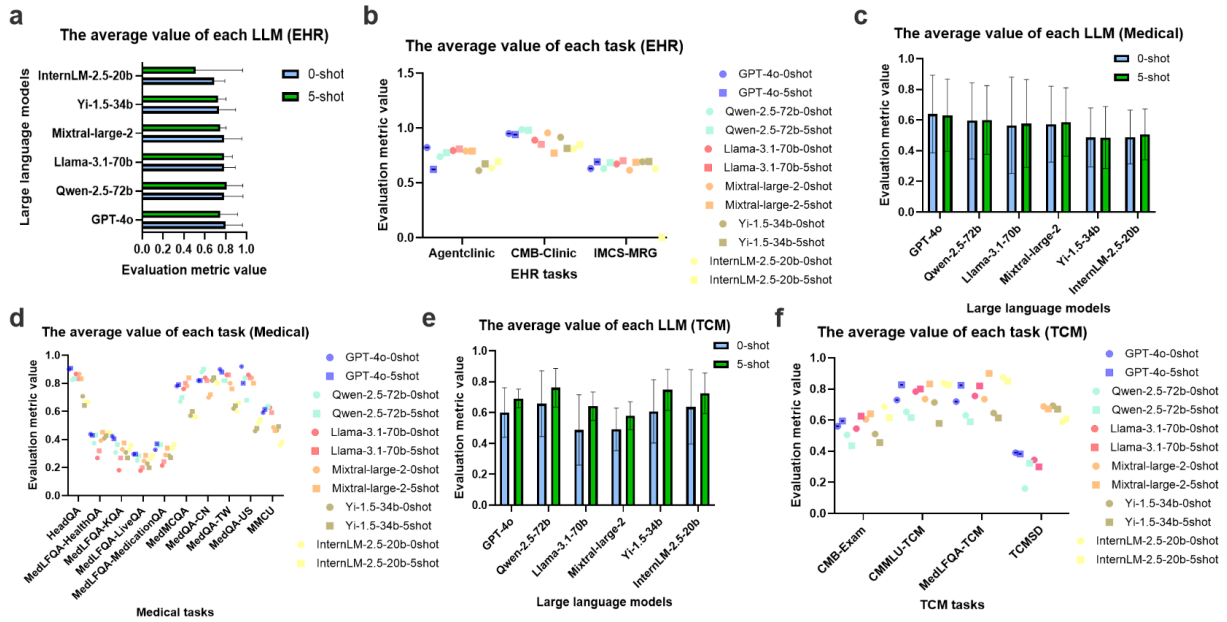 a
The average value of each LLM (EHR)
Large language models
InternLM-2.5-20b
Yi-1.5-34b
Mixtral-large-2
Llama-3.1-70b
Qwen-2.5-72b
GPT-4o
0-shot
5-shot
0.0 0.2 0.4 0.6 0.8 1.0
Evaluation metric value
b
The average value of each task (EHR)
Evaluation metric value
1.5
1.0
0.5
0.0
Agentclinic CMB-Clinic IMCS-MRG
EHR tasks
GPT-4o-0shot
GPT-4o-5shot
Qwen-2.5-72b-0shot
Qwen-2.5-72b-5shot
Llama-3.1-70b-0shot
Llama-3.1-70b-5shot
Mixtral-large-2-0shot
Mixtral-large-2-5shot
Yi-1.5-34b-0shot
Yi-1.5-34b-5shot
InternLM-2.5-20b-0shot
InternLM-2.5-20b-5shot
c
The average value of each LLM (Medical)
Evaluation metric value
1.0
0.8
0.6
0.4
0.2
0.0
0-shot
5-shot
GPT-4o
Qwen-2.5-72b
Llama-3.1-70b
Mixtral-large-2
Yi-1.5-34b
InternLM-2.5-20b
Large language models
d
The average value of each task (Medical)
Evaluation metric value
1.0
0.8
0.6
0.4
0.2
0.0
HeadQA
MedLFQA-HealthQA
MedLFQA-KQA
MedLFQA-LiveQA
MedLFQA-MedicationQA
MedMCQA
MedQA-CN
MedQA-TW
MedQA-US
MMCU
Medical tasks
GPT-4o-0shot
GPT-4o-5shot
Qwen-2.5-72b-0shot
Qwen-2.5-72b-5shot
Llama-3.1-70b-0shot
Llama-3.1-70b-5shot
Mixtral-large-2-0shot
Mixtral-large-2-5shot
Yi-1.5-34b-0shot
Yi-1.5-34b-5shot
InternLM-2.5-20b-0shot
InternLM-2.5-20b-5shot
e
The average value of each LLM (TCM)
Evaluation metric value
1.0
0.8
0.6
0.4
0.2
0.0
0-shot
5-shot
GPT-4o
Qwen-2.5-72b
Llama-3.1-70b
Mixtral-large-2
Yi-1.5-34b
InternLM-2.5-20b
Large language models
f
The average value of each task (TCM)
Evaluation metric value
1.0
0.8
0.6
0.4
0.2
0.0
CMB-Exam
CMMLU-TCM
MedLFQA-TCM
TCMSD
TCM tasks
GPT-4o-0shot
GPT-4o-5shot
Qwen-2.5-72b-0shot
Qwen-2.5-72b-5shot
Llama-3.1-70b-0shot
Llama-3.1-70b-5shot
Mixtral-large-2-0shot
Mixtral-large-2-5shot
Yi-1.5-34b-0shot
Yi-1.5-34b-5shot
InternLM-2.5-20b-0shot
InternLM-2.5-20b-5shot